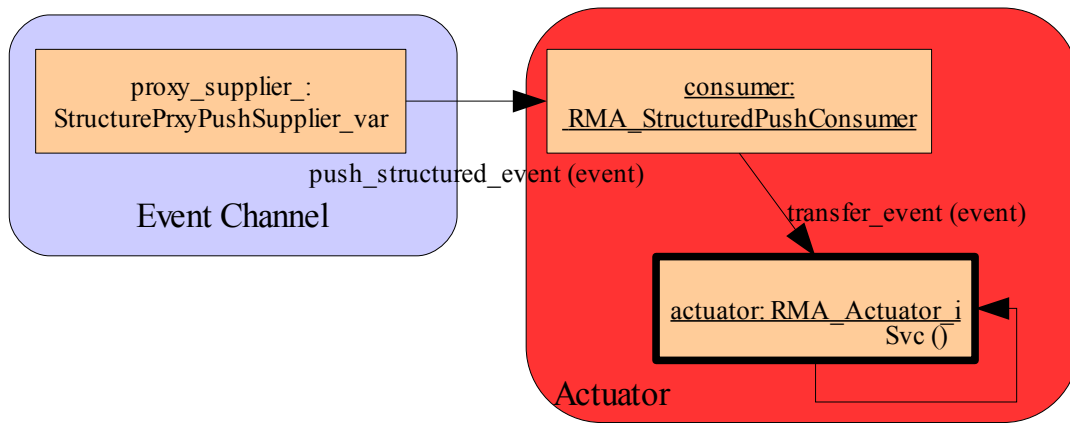 proxy_supplier_:
StructurePrxyPushSupplier_var
consumer:
RMA_StructuredPushConsumer
push_structured_event (event)
Event Channel
transfer_event (event)
actuator: RMA_Actuator_i
Svc ()
Actuator